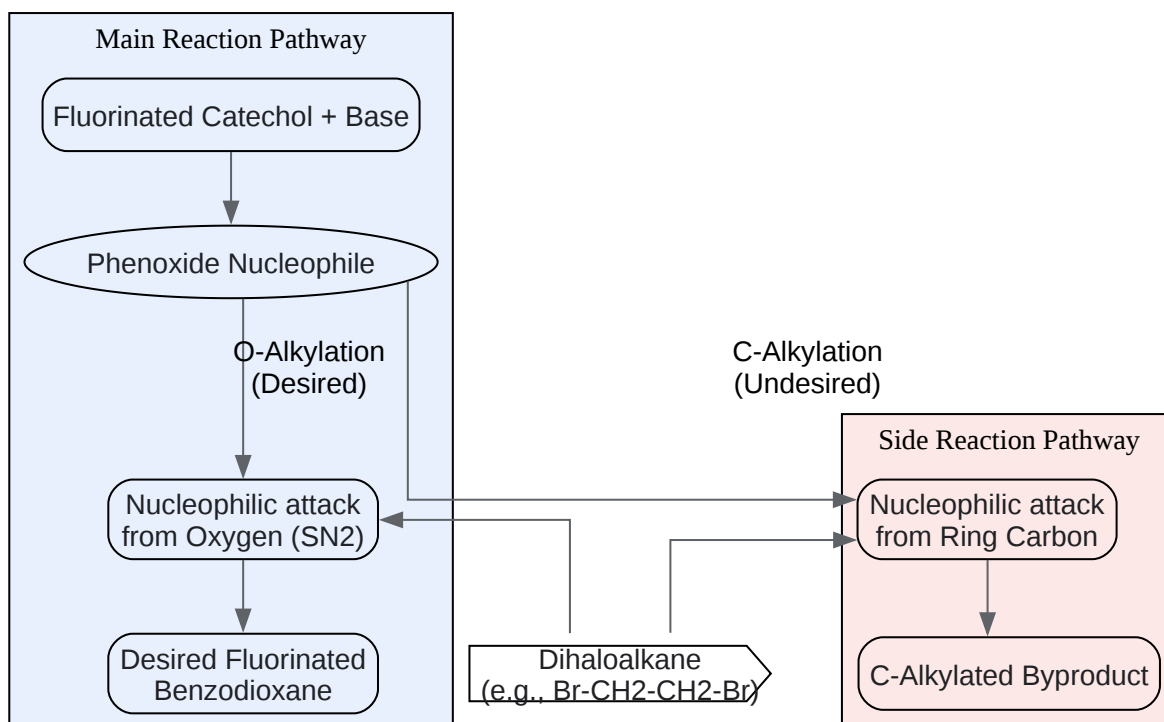 Main Reaction Pathway
Fluorinated Catechol + Base
Phenoxide Nucleophile
O-Alkylation
(Desired)
C-Alkylation
(Undesired)
Side Reaction Pathway
Nucleophilic attack
from Oxygen (SN2)
Nucleophilic attack
from Ring Carbon
Desired Fluorinated
Benzodioxane
Dihaloalkane
(e.g., Br-CH2-CH2-Br)
C-Alkylated Byproduct